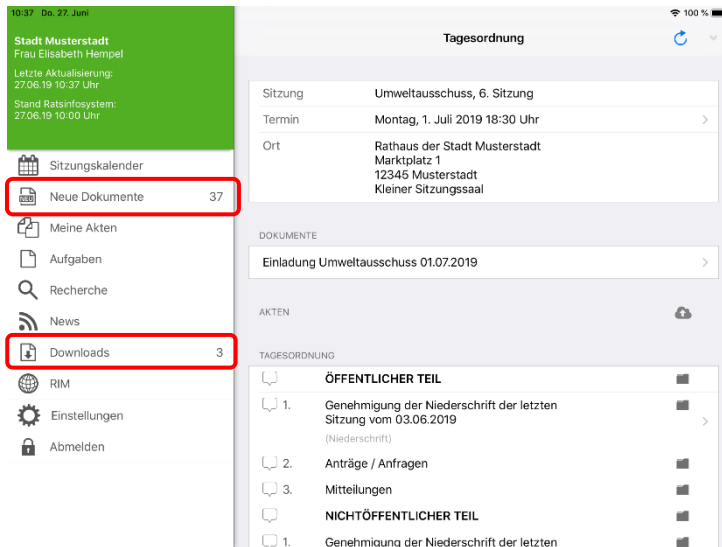 10:37 Do. 27. Juni
100 %
Stadt Musterstadt
Frau Elisabeth Hempel
Letzte Aktualisierung:
27.06.19 10:37 Uhr
Stand Ratsinfosystem:
27.06.19 10:00 Uhr
Sitzungskalender
NEU
Neue Dokumente 37
Meine Akten
Aufgaben
Recherche
News
Downloads 3
RIM
Einstellungen
Abmelden
Tagesordnung
Sitzung Umweltausschuss, 6. Sitzung
Termin Montag, 1. Juli 2019 18:30 Uhr
Ort Rathaus der Stadt Musterstadt
Marktplatz 1
12345 Musterstadt
Kleiner Sitzungssaal
DOKUMENTE
Einladung Umweltausschuss 01.07.2019
AKTEN
TAGESORDNUNG
ÖFFENTLICHER TEIL
1. Genehmigung der Niederschrift der letzten
Sitzung vom 03.06.2019
(Niederschrift)
2. Anträge / Anfragen
3. Mitteilungen
NICHTÖFFENTLICHER TEIL
1. Genehmigung der Niederschrift der letzten